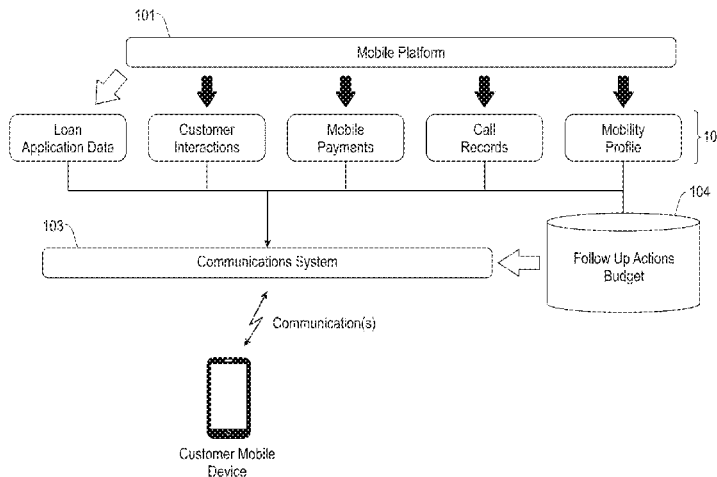 101
Mobile Platform
Loan
Application Data
Customer
Interactions
Mobile
Payments
Call
Records
Mobility
Profile
10
103
104
Communications System
Follow Up Actions
Budget
Communication(s)
Customer Mobile
Device